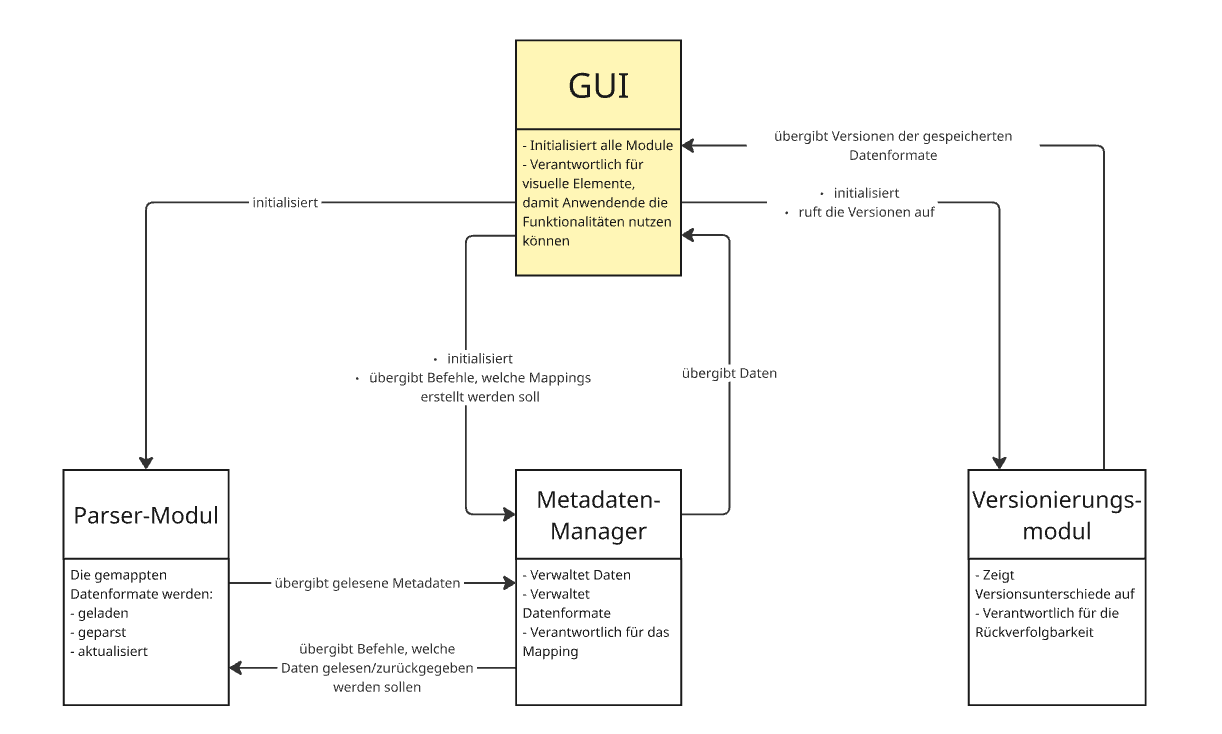 GUI
- Initialisiert alle Module
- Verantwortlich für
visuelle Elemente,
damit Anwendende die
Funktionalitäten nutzen
können
übergibt Versionen der gespeicherten
Datenformate
initialisiert
• initialisiert
• ruft die Versionen auf
• initialisiert
• übergibt Befehle, welche Mappings
erstellt werden soll
übergibt Daten
Parser-Modul
Die gemappten
Datenformate werden:
- geladen
- geparst
- aktualisiert
übergibt gelesene Metadaten
übergibt Befehle, welche
Daten gelesen/zurückgegeben
werden sollen
Metadaten-
Manager
- Verwaltet Daten
- Verwaltet
Datenformate
- Verantwortlich für das
Mapping
Versionierungs-
modul
- Zeigt
Versionsunterschiede auf
- Verantwortlich für die
Rückverfolgbarkeit